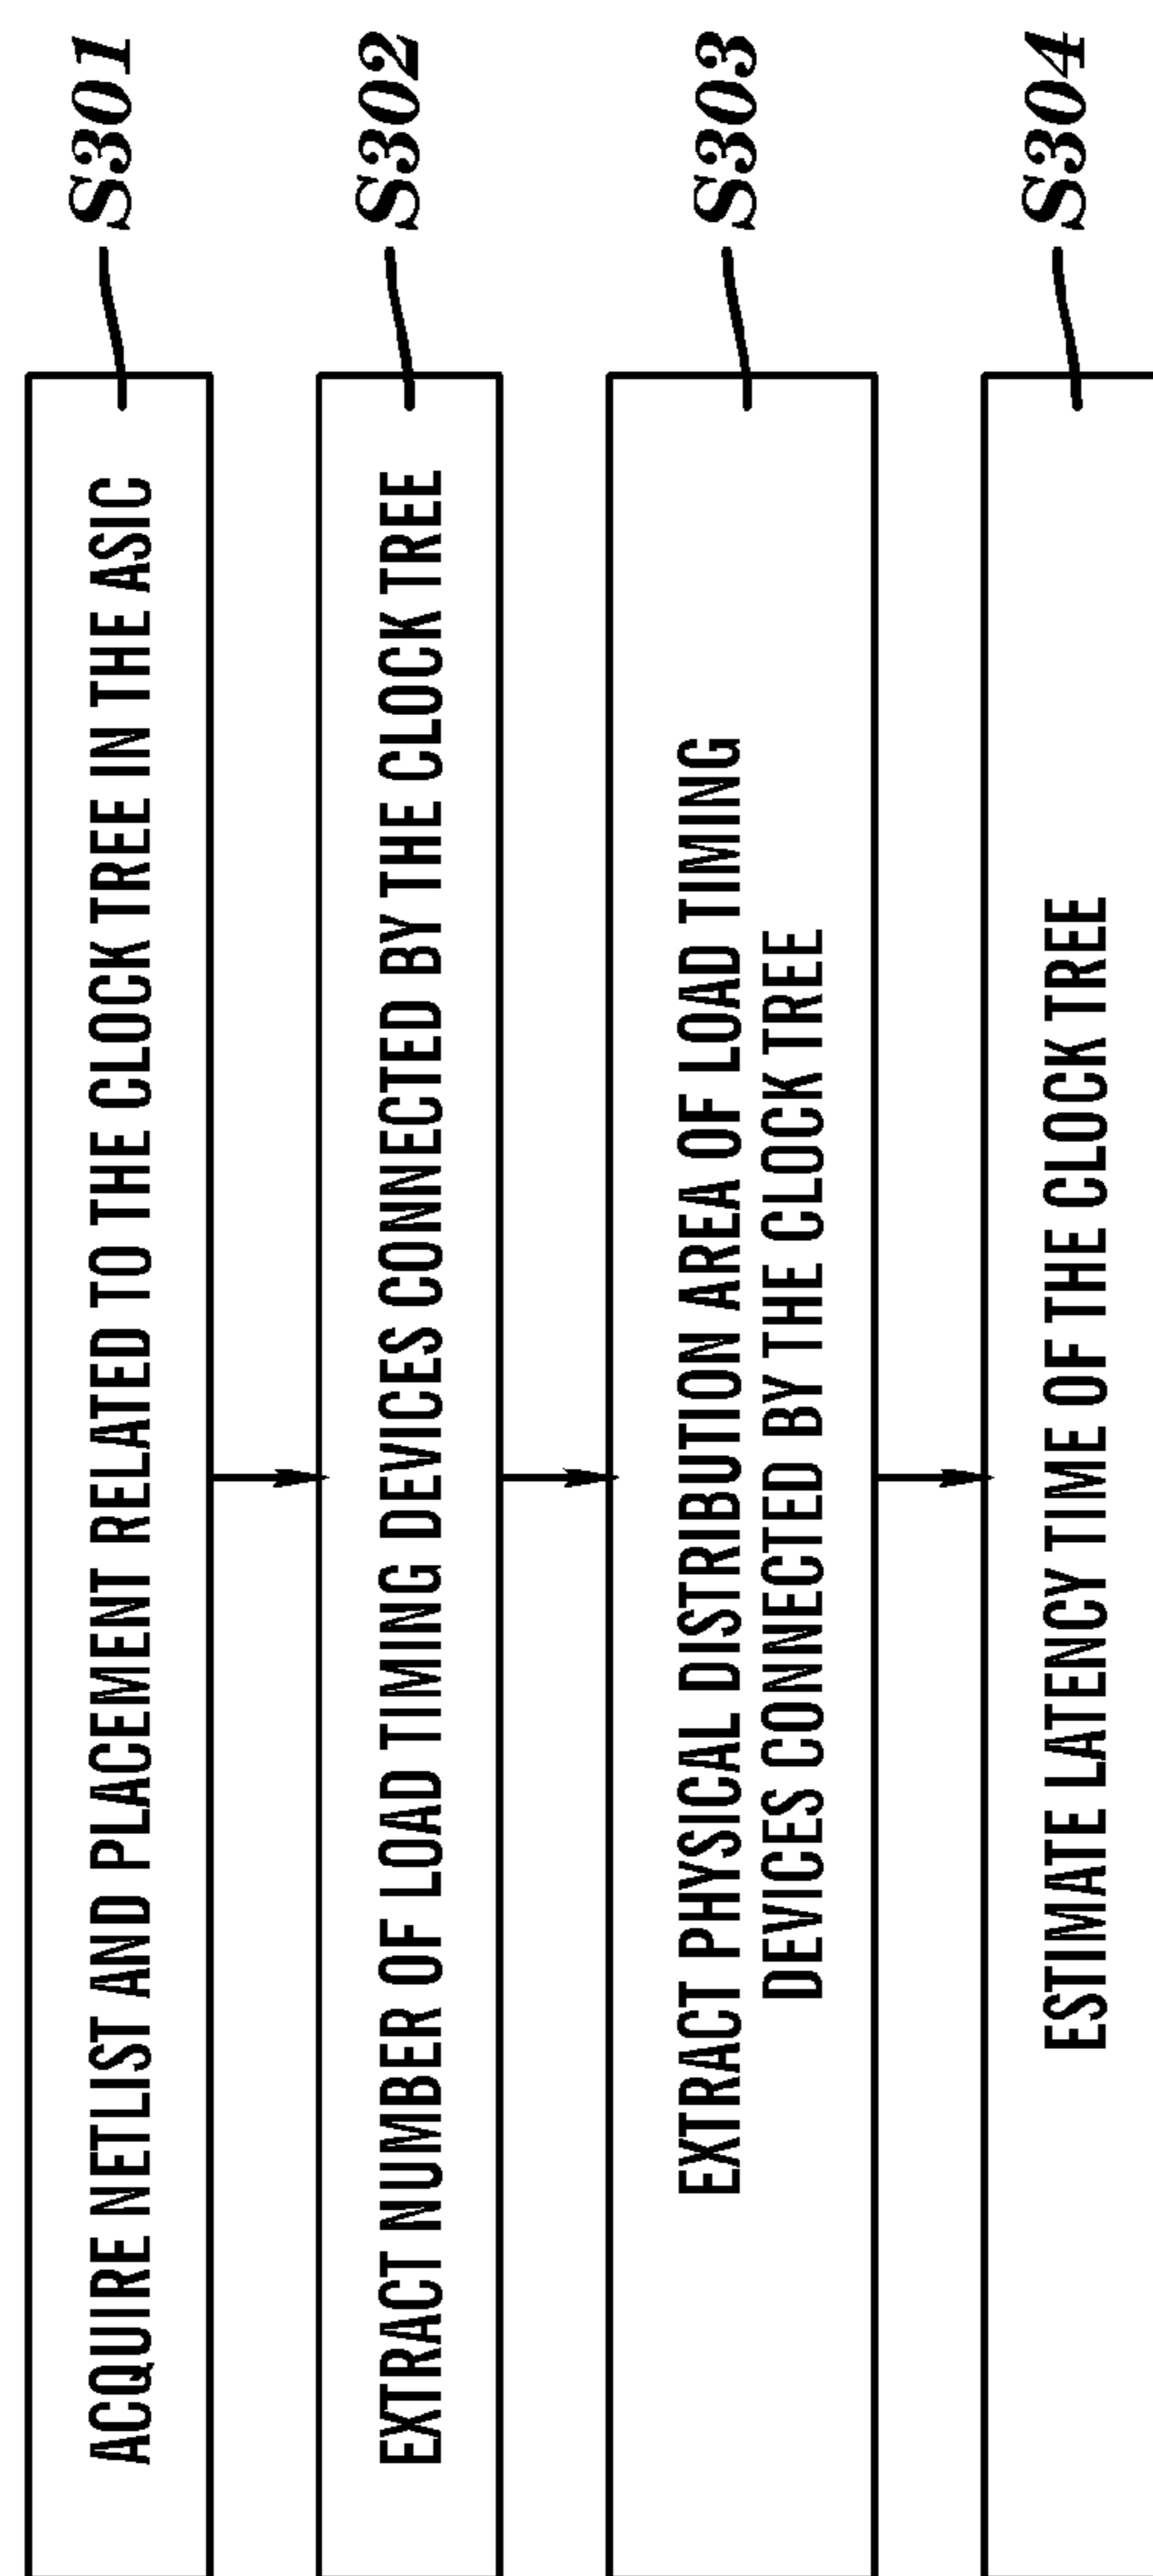 ACQUIRE NETLIST AND PLACEMENT RELATED TO THE CLOCK TREE IN THE ASIC
S301
EXTRACT NUMBER OF LOAD TIMING DEVICES CONNECTED BY THE CLOCK TREE
S302
EXTRACT PHYSICAL DISTRIBUTION AREA OF LOAD TIMING
DEVICES CONNECTED BY THE CLOCK TREE
S303
ESTIMATE LATENCY TIME OF THE CLOCK TREE
S304